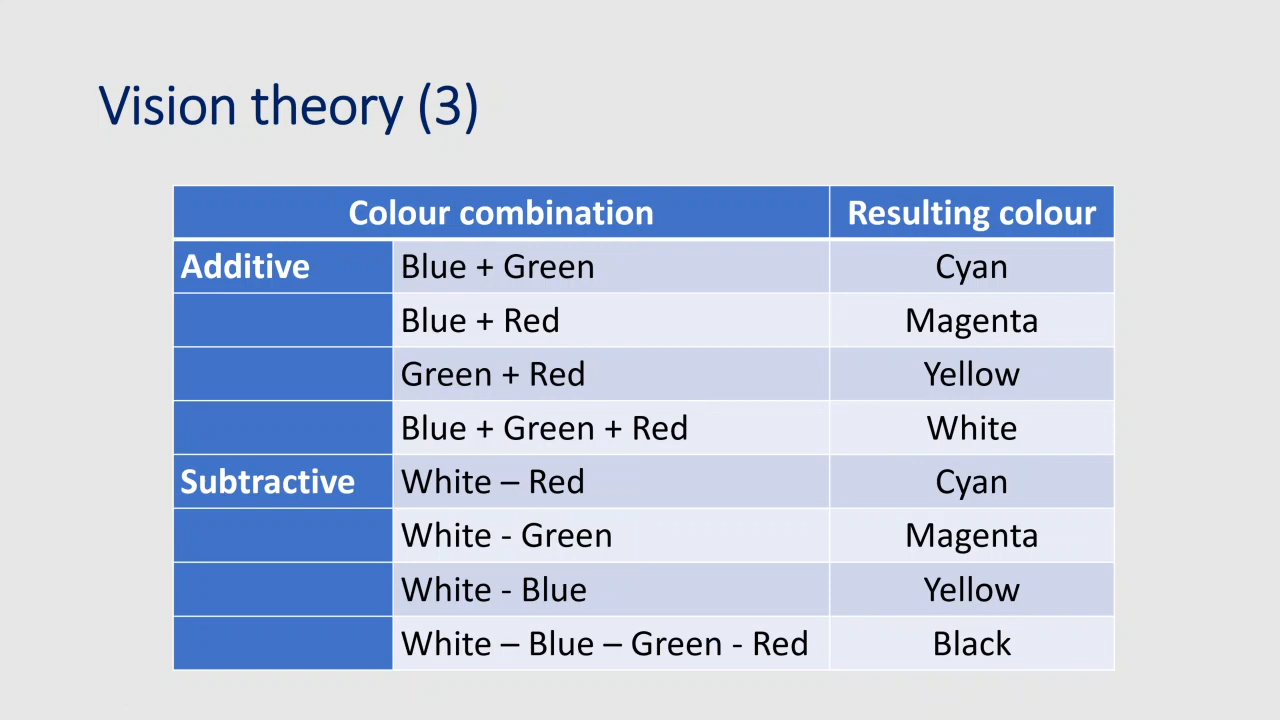 Vision theory (3)
Colour combination Resulting colour
Additive Blue + Green Cyan
Blue + Red Magenta
Green + Red Yellow
Blue + Green + Red White
Subtractive White – Red Cyan
White - Green Magenta
White - Blue Yellow
White – Blue – Green - Red Black